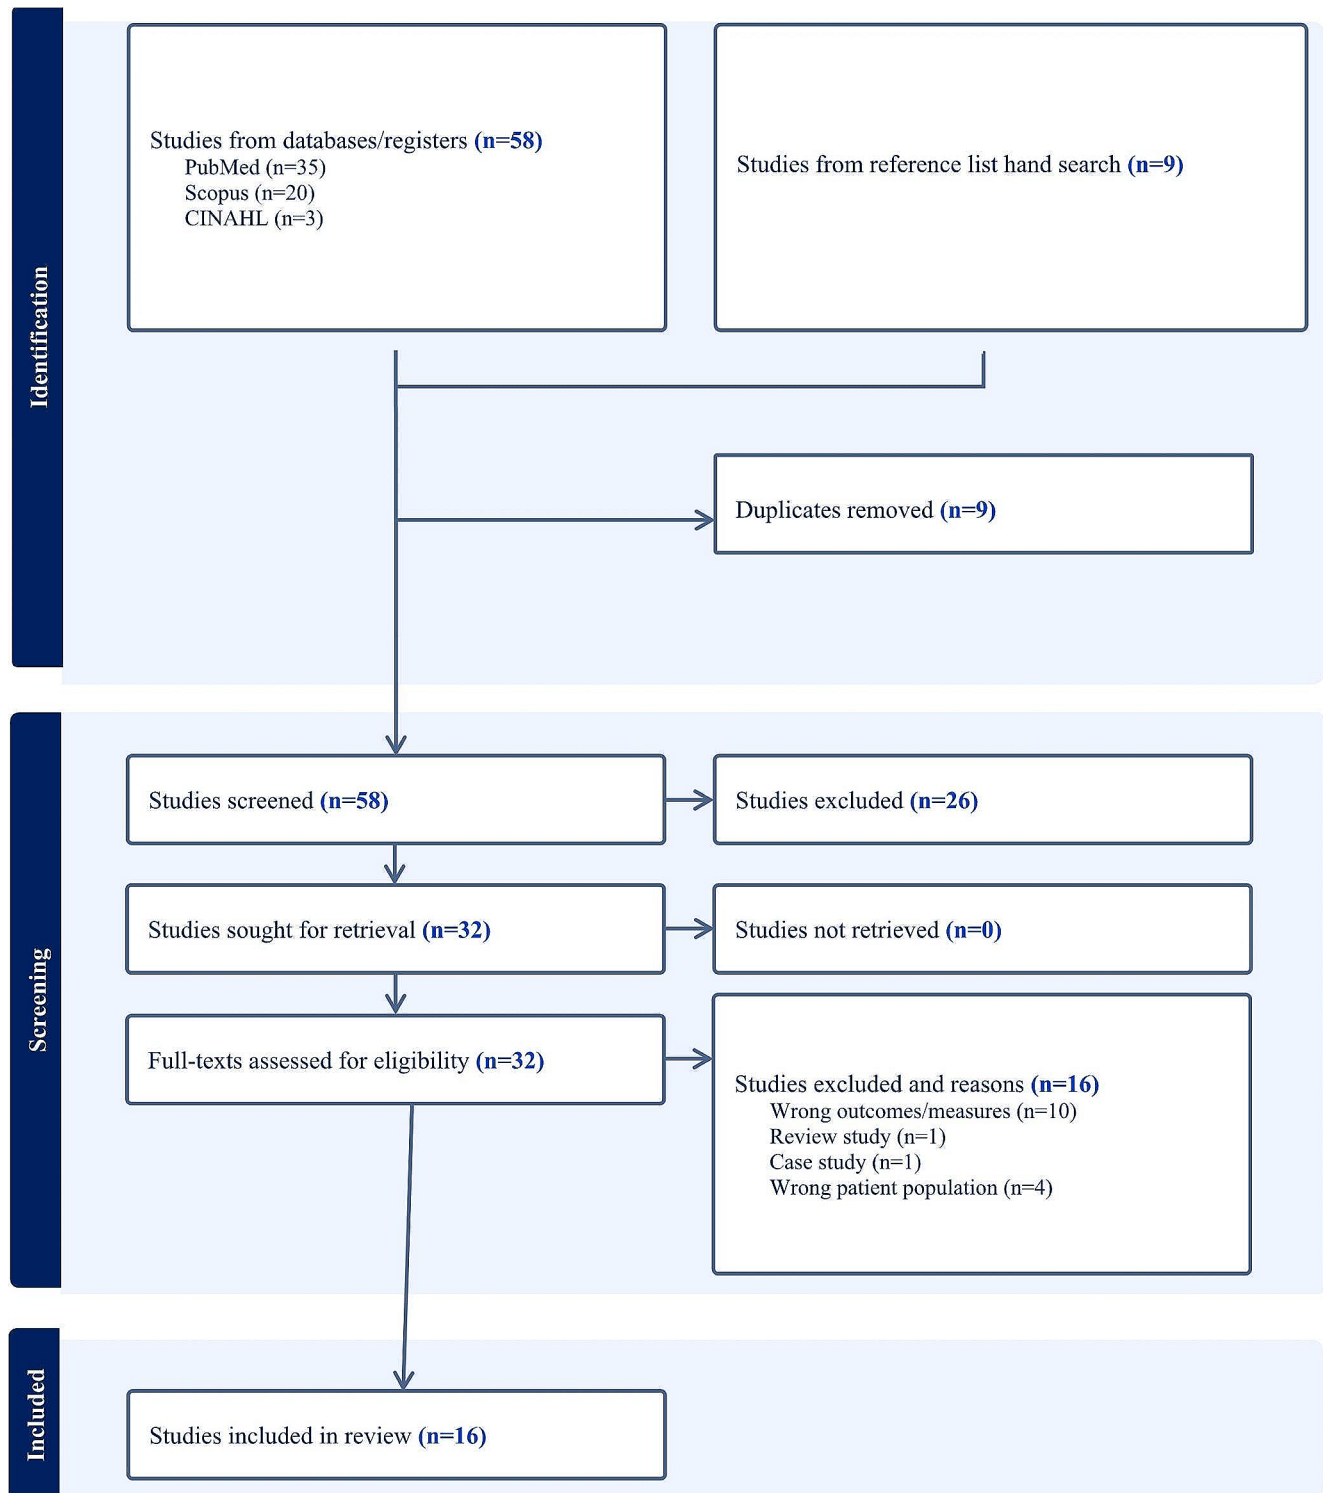 Identification
Studies from databases/registers (n=58)
PubMed (n=35)
Scopus (n=20)
CINAHL (n=3)
Studies from reference list hand search (n=9)
Duplicates removed (n=9)
Screening
Studies screened (n=58)
Studies excluded (n=26)
Studies sought for retrieval (n=32)
Studies not retrieved (n=0)
Full-texts assessed for eligibility (n=32)
Studies excluded and reasons (n=16)
Wrong outcomes/measures (n=10)
Review study (n=1)
Case study (n=1)
Wrong patient population (n=4)
Included
Studies included in review (n=16)